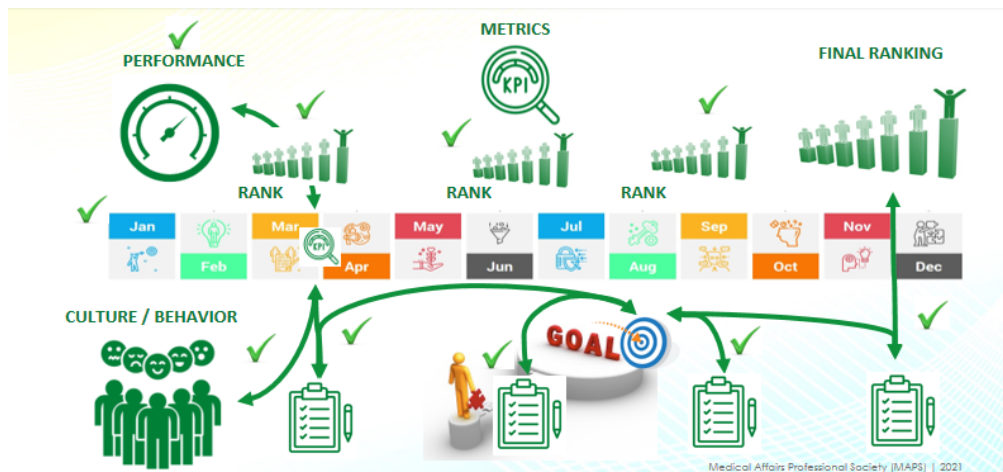 METRICS
PERFORMANCE
FINAL RANKING
KPI
RANK
RANK
RANK
Jan
Mar
May
Jul
Sep
Nov
KPI
Feb
Apr
Jun
Aug
Oct
Dec
CULTURE / BEHAVIOR
GOAL
Medical Affairs Professional Society (MAPS) | 2021